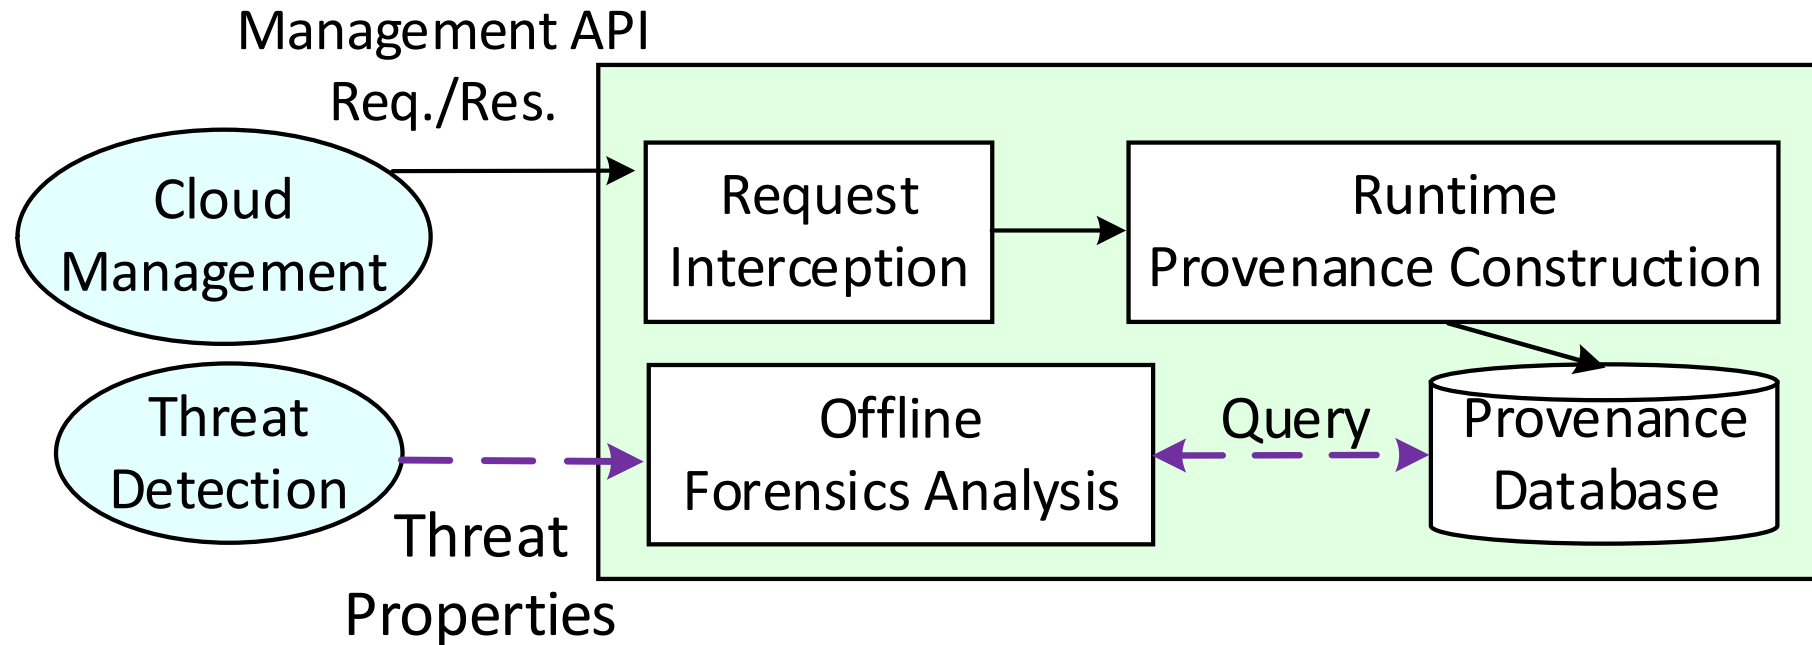 Management API
Req./Res.
Cloud
Management
Request
Interception
Runtime
Provenance Construction
Threat
Detection
Threat
Properties
Offline
Forensics Analysis
Query
Provenance
Database